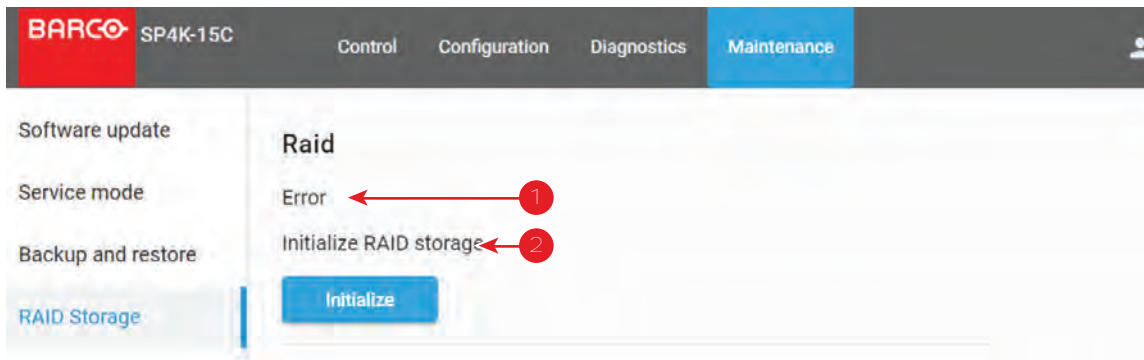 BARCO SP4K-15C
Control Configuration Diagnostics Maintenance
Software update
Service mode
Backup and restore
RAID Storage
Raid
Error
1
Initialize RAID storage
2
Initialize